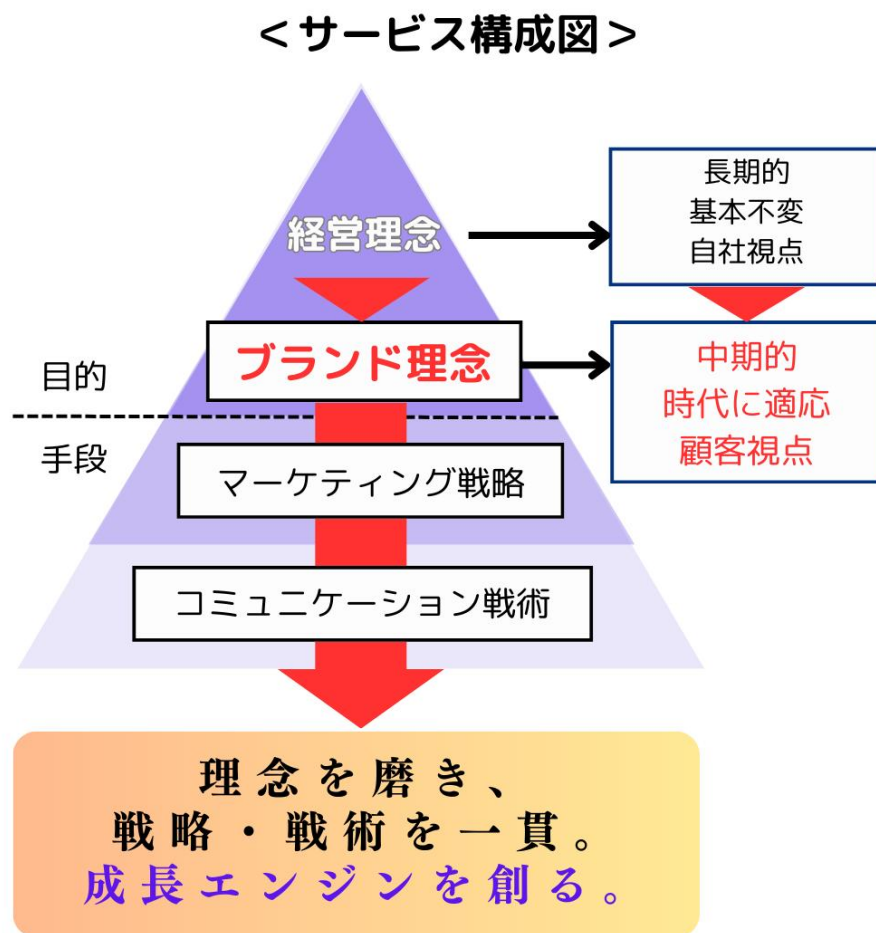 ＜サービス構成図＞
経営理念
長期的
基本不変
自社視点
ブランド理念
中期的
時代に適応
顧客視点
目的
手段
マーケティング戦略
コミュニケーション戦術
理念を磨き、
戦略・戦術を一貫。
成長エンジンを創る。